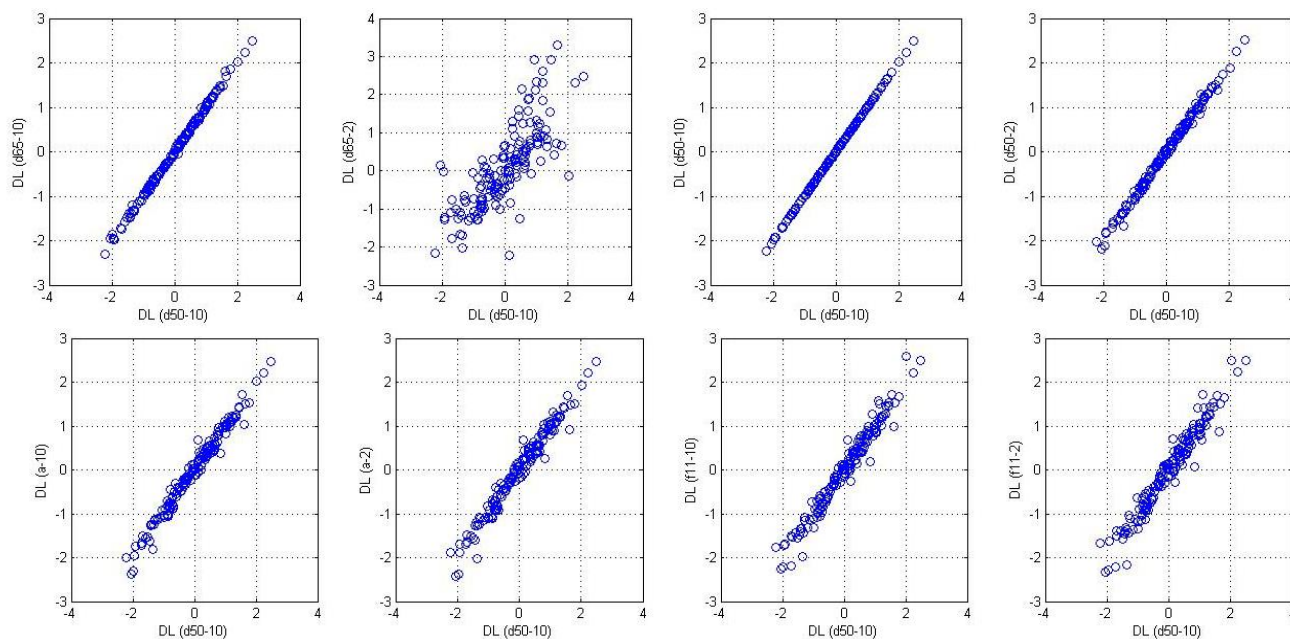 DL (d65-10)
3
2
1
0
-1
-2
-3
-4 -2 0 2 4
DL (d50-10)
DL (d65-2)
4
3
2
1
0
-1
-2
-3
-4 -2 0 2 4
DL (d50-10)
DL (d50-10)
3
2
1
0
-1
-2
-3
-4 -2 0 2 4
DL (d50-10)
DL (d50-2)
3
2
1
0
-1
-2
-3
-4 -2 0 2 4
DL (d50-10)
DL (a-10)
3
2
1
0
-1
-2
-3
-4 -2 0 2 4
DL (d50-10)
DL (a-2)
3
2
1
0
-1
-2
-3
-4 -2 0 2 4
DL (d50-10)
DL (f11-10)
3
2
1
0
-1
-2
-3
-4 -2 0 2 4
DL (d50-10)
DL (f11-2)
3
2
1
0
-1
-2
-3
-4 -2 0 2 4
DL (d50-10)